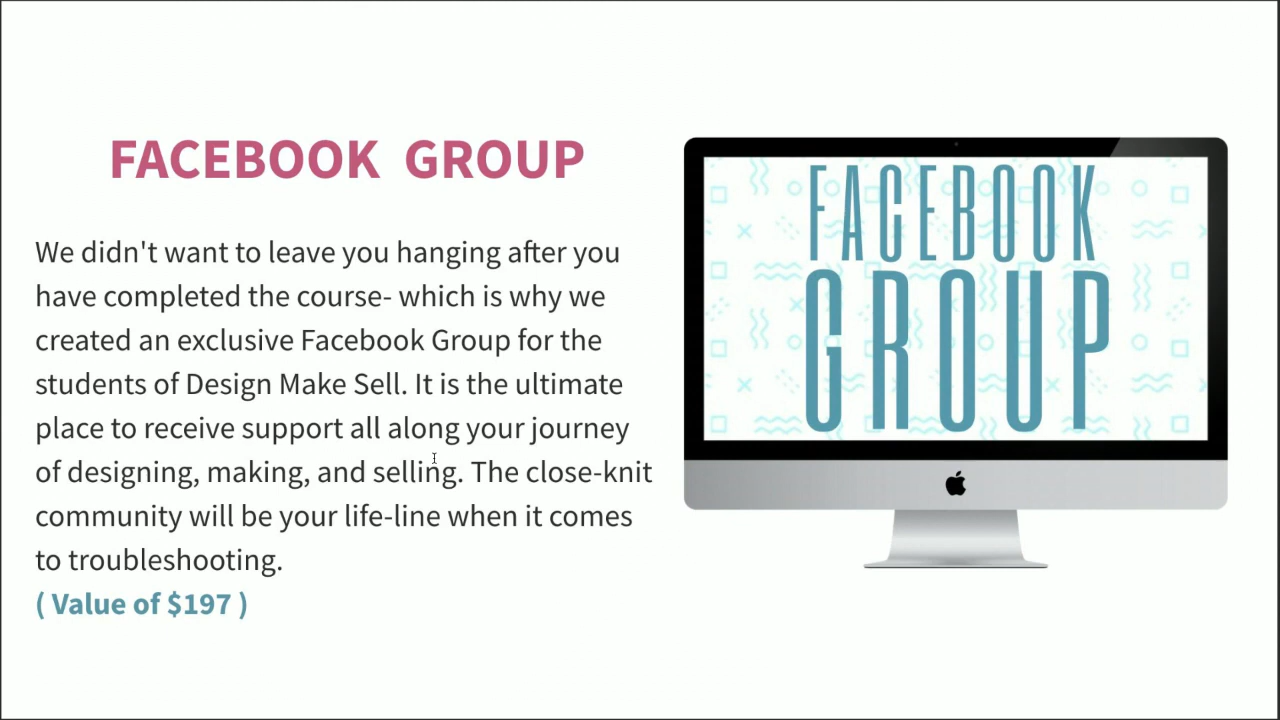 FACEBOOK GROUP
We didn't want to leave you hanging after you
have completed the course- which is why we
created an exclusive Facebook Group for the
students of Design Make Sell. It is the ultimate
place to receive support all along your journey
of designing, making, and selling. The close-knit
community will be your life-line when it comes
to troubleshooting.
( Value of $197 )
FACEBOOK
GROUP